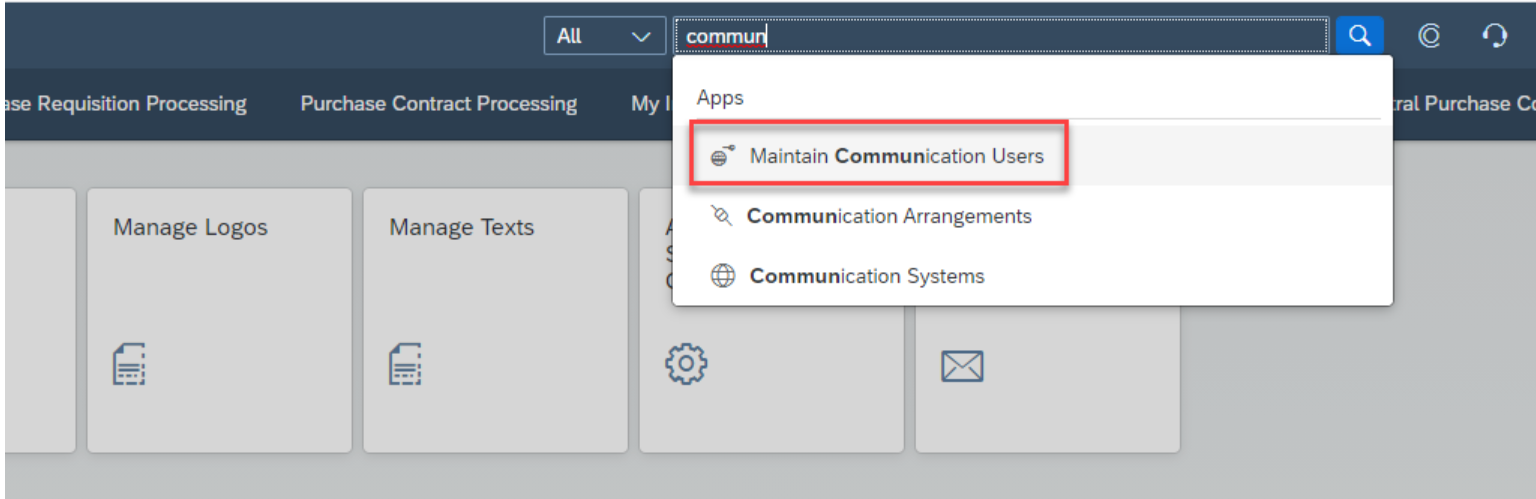 All
commun
ase Requisition Processing
Purchase Contract Processing
My I
tral Purchase Co
Apps
Maintain Communication Users
Communication Arrangements
Communication Systems
Manage Logos
Manage Texts